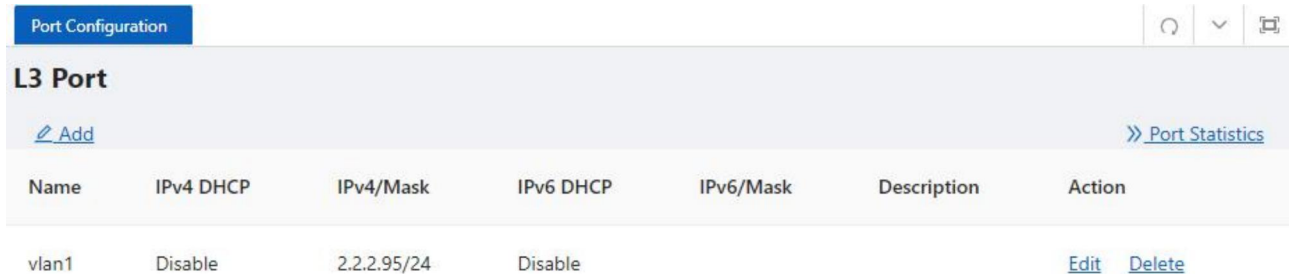 Port Configuration
L3 Port
Add Port Statistics
Name IPv4 DHCP IPv4/Mask IPv6 DHCP IPv6/Mask Description Action
vlan1 Disable 2.2.2.95/24 Disable Edit Delete